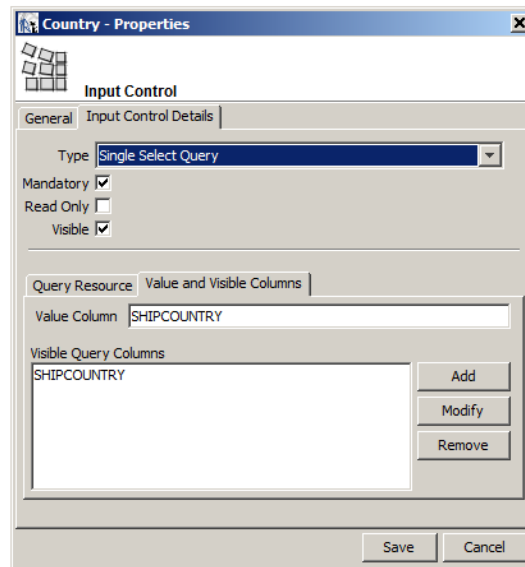 Country - Properties
Input Control
General Input Control Details
Type Single Select Query
Mandatory
Read Only
Visible
Query Resource Value and Visible Columns
Value Column SHIPCOUNTRY
Visible Query Columns
SHIPCOUNTRY
Add
Modify
Remove
Save Cancel